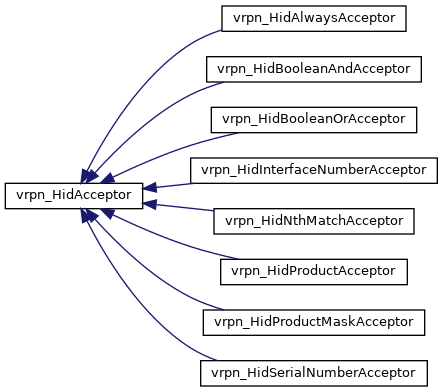 vrpn_HidAlwaysAcceptor
vrpn_HidBooleanAndAcceptor
vrpn_HidBooleanOrAcceptor
vrpn_HidInterfaceNumberAcceptor
vrpn_HidAcceptor
vrpn_HidNthMatchAcceptor
vrpn_HidProductAcceptor
vrpn_HidProductMaskAcceptor
vrpn_HidSerialNumberAcceptor